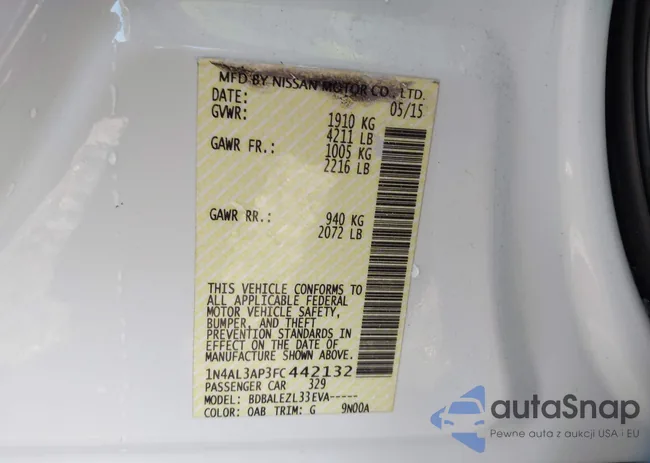 MFD BY NISSAN MOTOR CO., LTD.
DATE: 05/15
GVWR: 1910 KG
4211 LB
GAWR FR.: 1005 KG
2216 LB
GAWR RR.: 940 KG
2072 LB
THIS VEHICLE CONFORMS TO
ALL APPLICABLE FEDERAL
MOTOR VEHICLE SAFETY,
BUMPER, AND THEFT
PREVENTION STANDARDS IN
EFFECT ON THE DATE OF
MANUFACTURE SHOWN ABOVE.
1N4AL3AP3FC442132
PASSENGER CAR 329
MODEL: BDBALEZL33EVA-----
COLOR: QAB TRIM: G 9N00A
autoSnap
Pewne auta z aukcji USA i EU